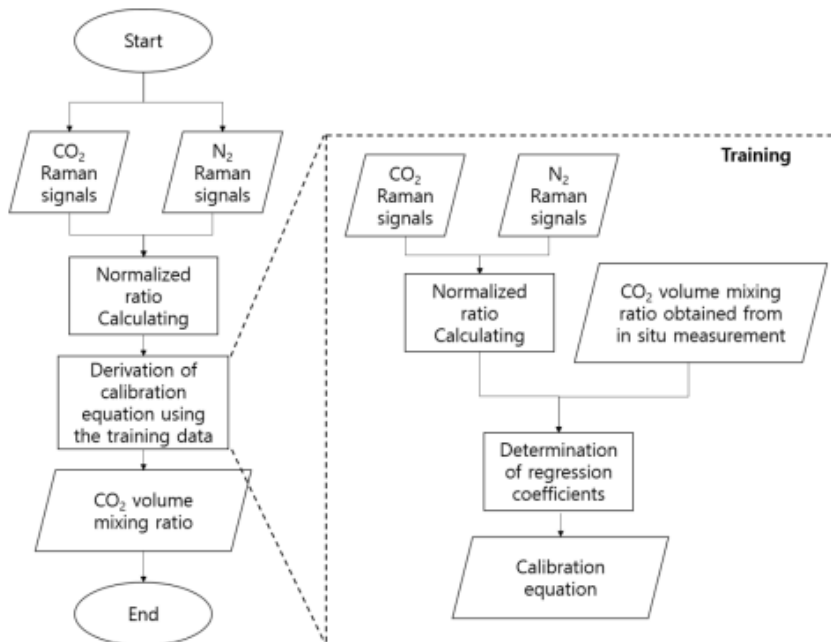 Start
CO₂
Raman
signals
N₂
Raman
signals
Normalized
ratio
Calculating
Derivation of
calibration
equation using
the training data
CO₂ volume
mixing ratio
End
Training
CO₂
Raman
signals
N₂
Raman
signals
Normalized
ratio
Calculating
CO₂ volume mixing
ratio obtained from
in situ measurement
Determination
of regression
coefficients
Calibration
equation